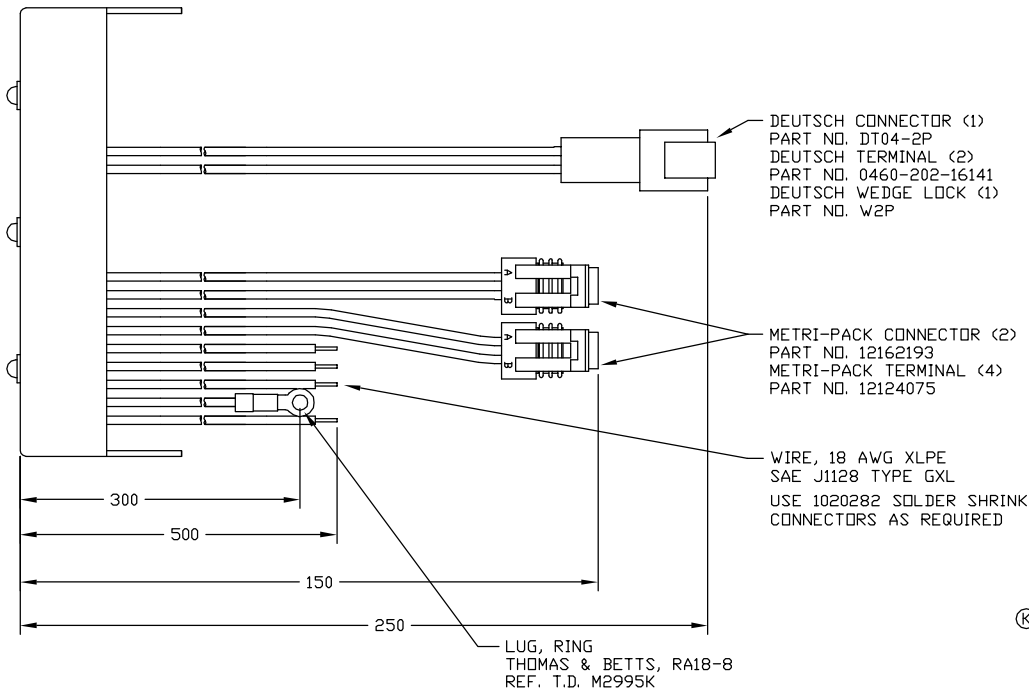 DEUTSCH CONNECTOR (1)
PART NO. DT04-2P
DEUTSCH TERMINAL (2)
PART NO. 0460-202-16141
DEUTSCH WEDGE LOCK (1)
PART NO. W2P
A
B
A
B
METRI-PACK CONNECTOR (2)
PART NO. 12162193
METRI-PACK TERMINAL (4)
PART NO. 12124075
WIRE, 18 AWG XLPE
SAE J1128 TYPE GXL
USE 1020282 SOLDER SHRINK
CONNECTORS AS REQUIRED
300
500
150
250
K
LUG, RING
THOMAS & BETTS, RA18-8
REF. T.D. M2995K